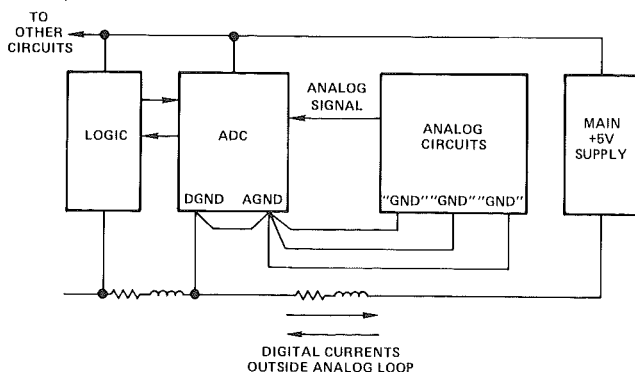 TO
OTHER
CIRCUITS
LOGIC
ADC
DGND AGND
ANALOG
SIGNAL
ANALOG
CIRCUITS
"GND" "GND" "GND"
MAIN
+5V
SUPPLY
DIGITAL CURRENTS
OUTSIDE ANALOG LOOP